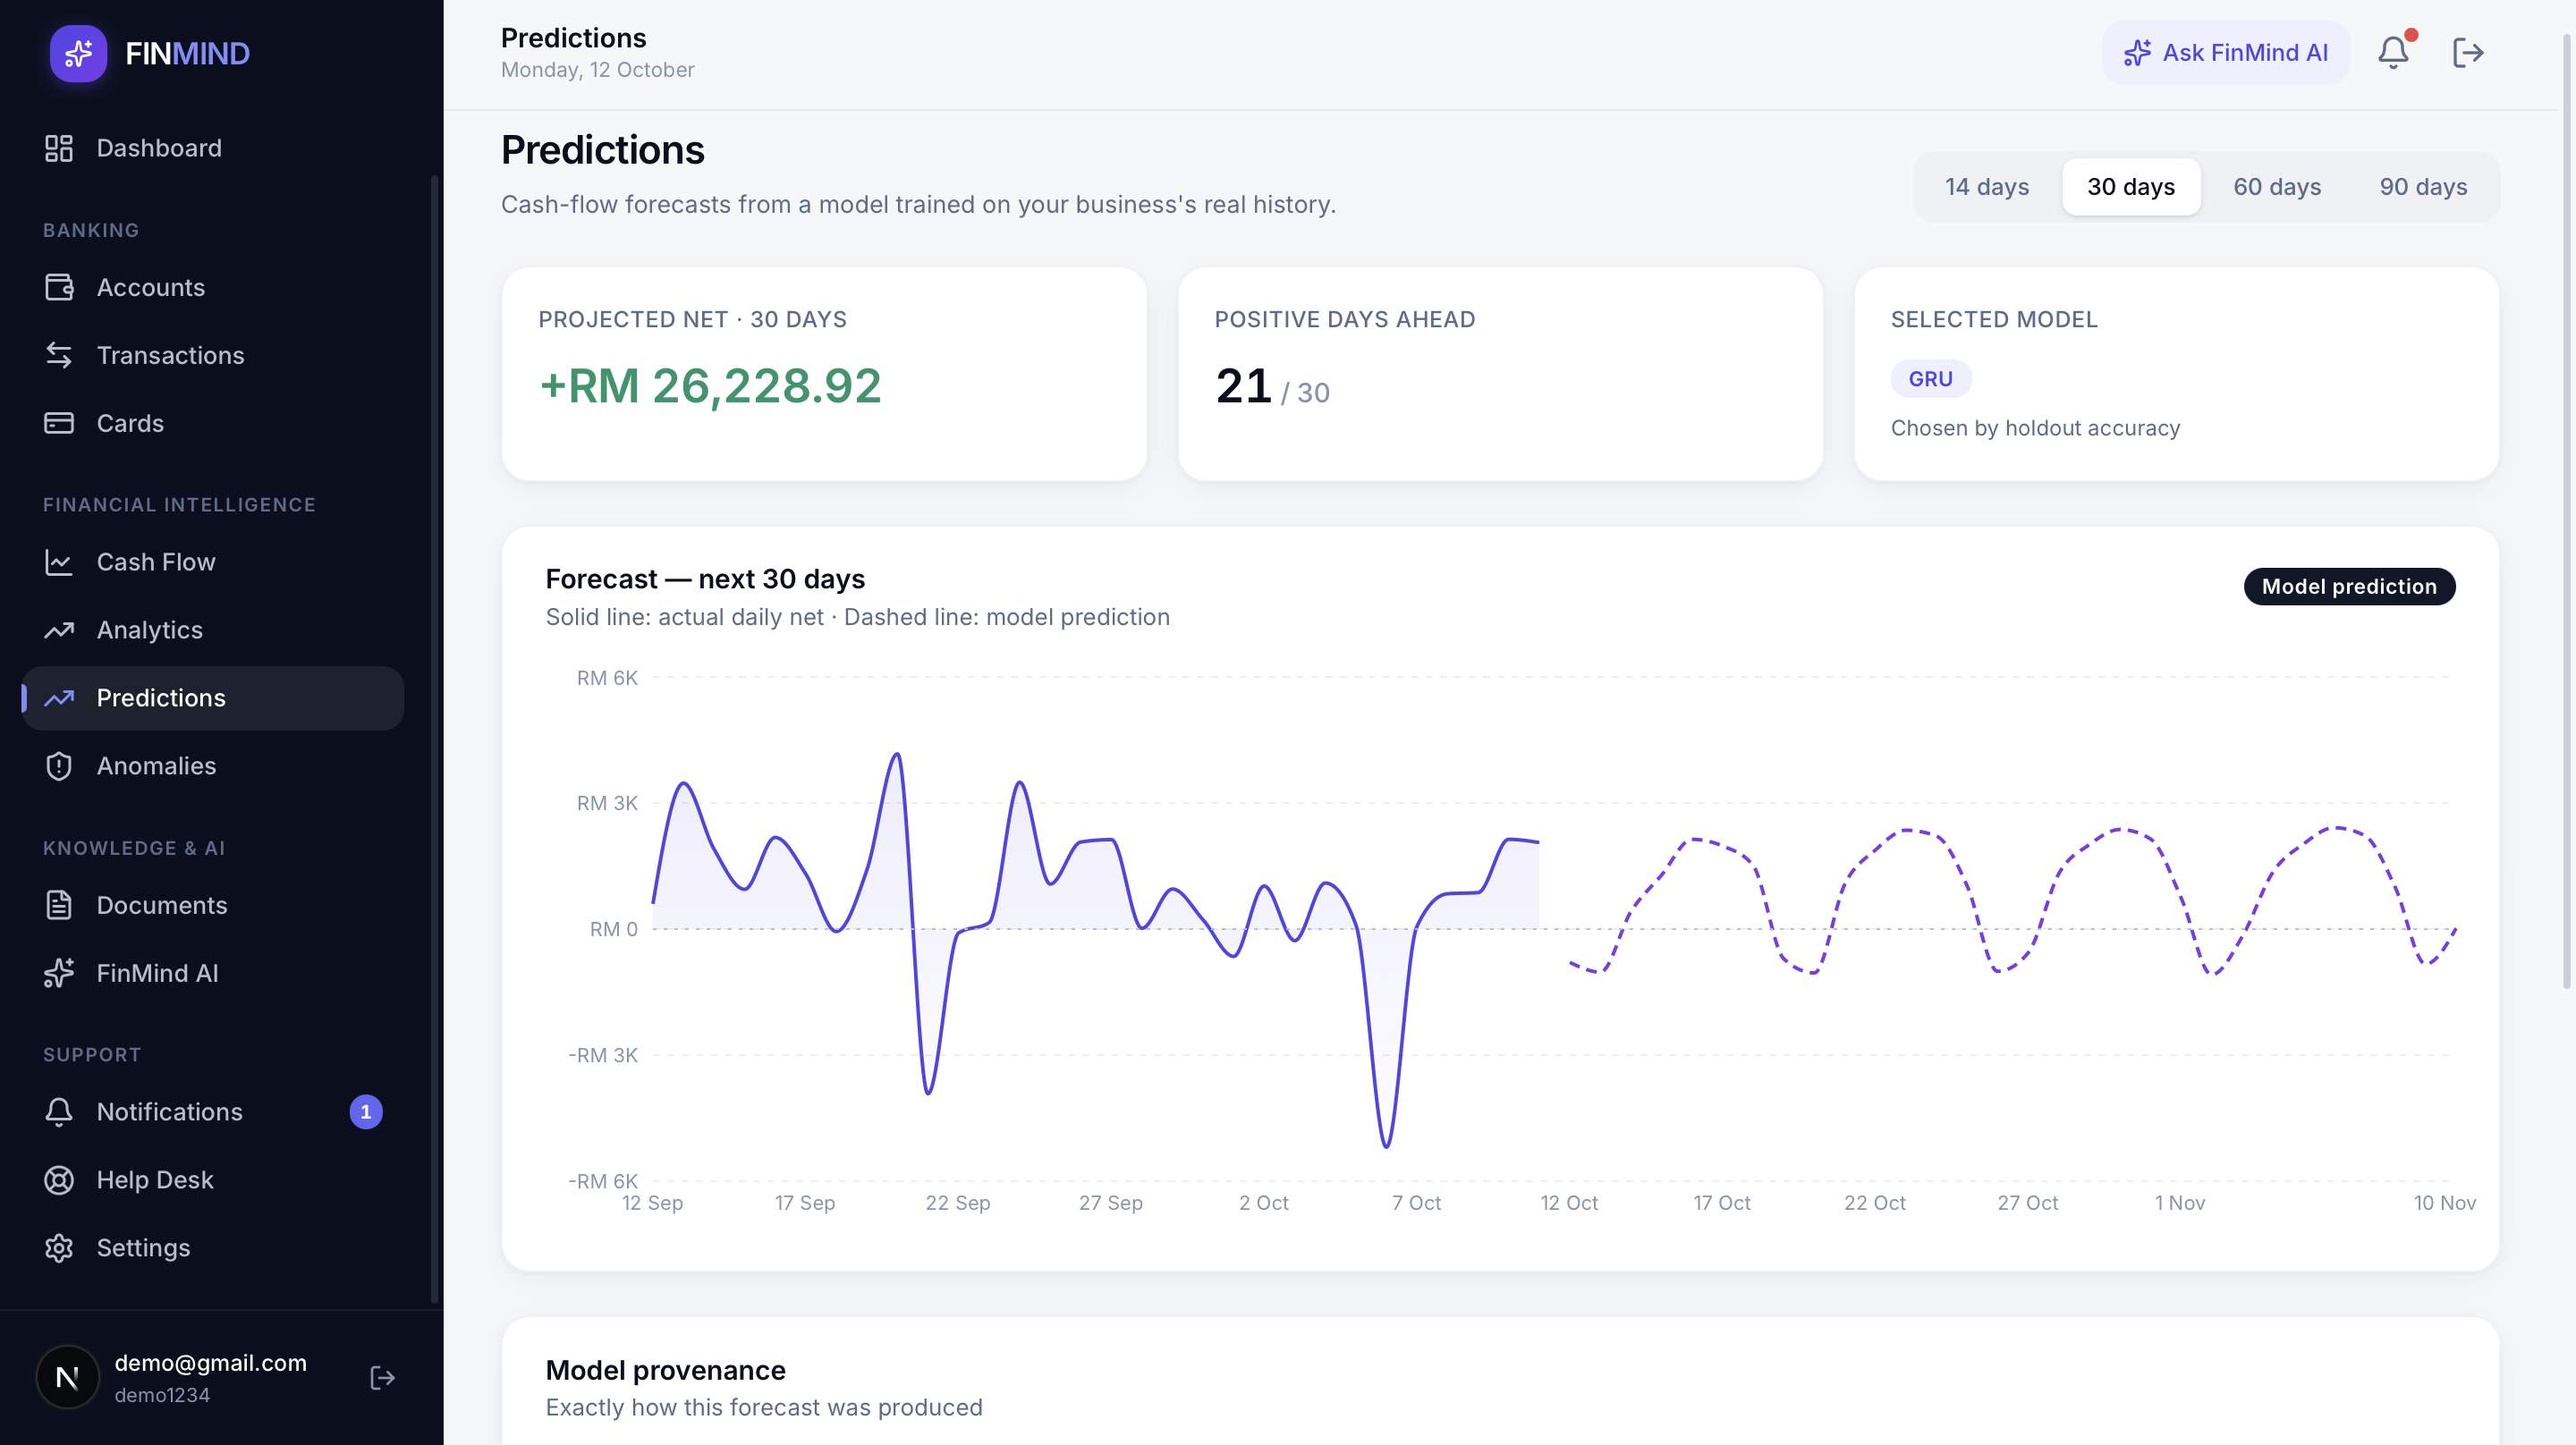 FINMIND
Dashboard
BANKING
Accounts
Transactions
Cards
FINANCIAL INTELLIGENCE
Cash Flow
Analytics
Predictions
Anomalies
KNOWLEDGE & AI
Documents
FinMind AI
SUPPORT
Notifications
1
Help Desk
Settings
N
demo@gmail.com
demo1234
Predictions
Monday, 12 October
Ask FinMind AI
Predictions
Cash-flow forecasts from a model trained on your business's real history.
14 days
30 days
60 days
90 days
PROJECTED NET · 30 DAYS
+RM 26,228.92
POSITIVE DAYS AHEAD
21 / 30
SELECTED MODEL
GRU
Chosen by holdout accuracy
Forecast — next 30 days
Solid line: actual daily net · Dashed line: model prediction
Model prediction
RM 6K
RM 3K
RM 0
-RM 3K
-RM 6K
12 Sep
17 Sep
22 Sep
27 Sep
2 Oct
7 Oct
12 Oct
17 Oct
22 Oct
27 Oct
1 Nov
10 Nov
Model provenance
Exactly how this forecast was produced